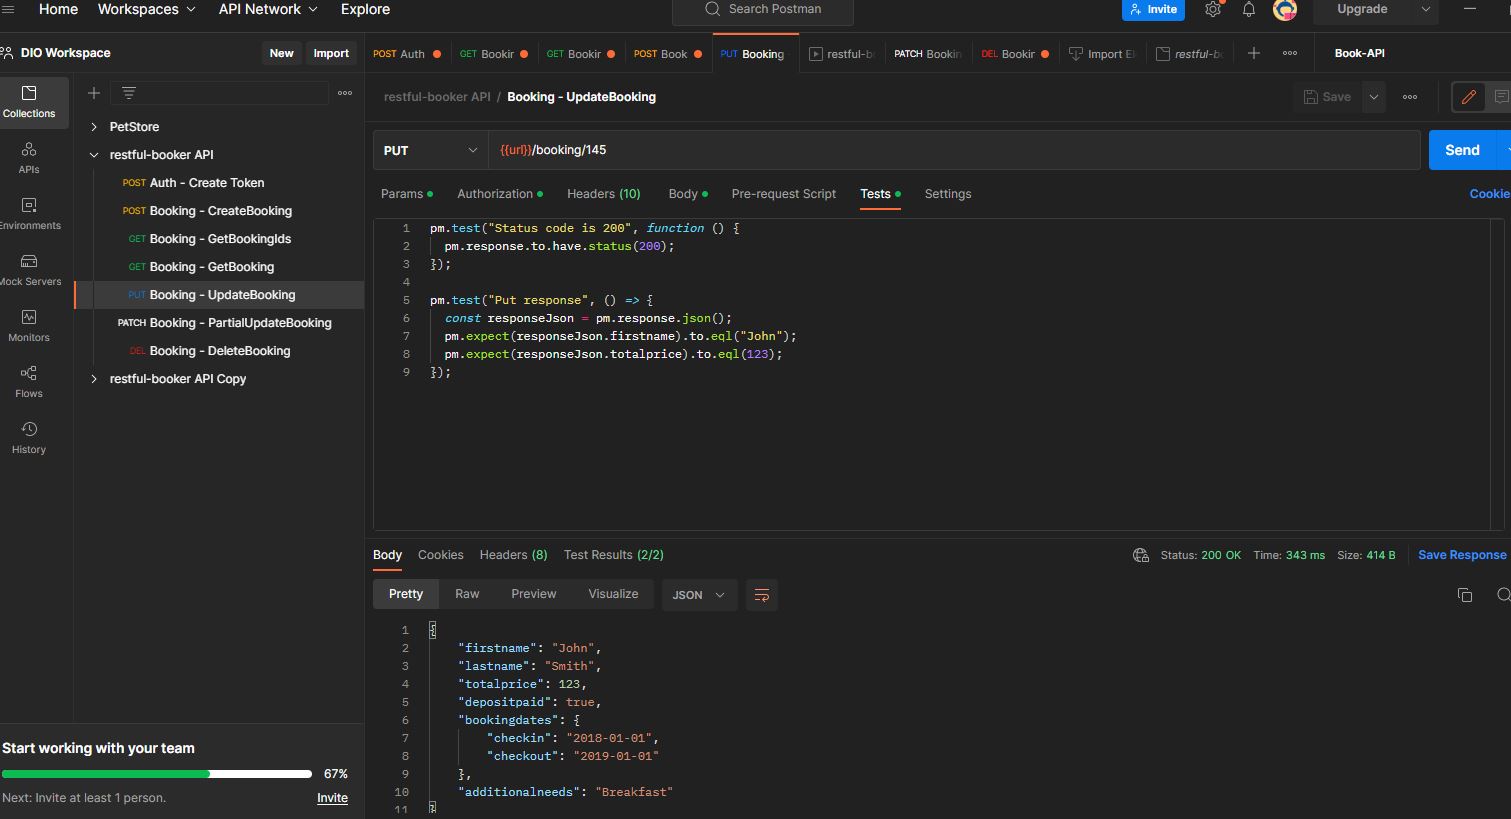 Home Workspaces API Network Explore Search Postman Invite Upgrade
DIO Workspace New Import
POST Auth GET Bookir GET Bookir POST Book PUT Booking restful-bo PATCH Bookin DEL Bookir Import restful-bo Book-API
Collections
APIs
Environments
Mock Servers
Monitors
Flows
History
PetStore
restful-booker API
POST Auth - Create Token
POST Booking - CreateBooking
GET Booking - GetBookingIds
GET Booking - GetBooking
PUT Booking - UpdateBooking
PATCH Booking - PartialUpdateBooking
DEL Booking - DeleteBooking
restful-booker API Copy
Start working with your team
67%
Next: Invite at least 1 person. Invite
restful-booker API / Booking - UpdateBooking Save
PUT {{url}}/booking/145 Send
Params Authorization Headers (10) Body Pre-request Script Tests Settings Cookie
1 pm.test("Status code is 200", function () {
2 pm.response.to.have.status(200);
3 });
4
5 pm.test("Put response", () => {
6 const responseJson = pm.response.json();
7 pm.expect(responseJson.firstname).to.eql("John");
8 pm.expect(responseJson.totalprice).to.eql(123);
9 });
Body Cookies Headers (8) Test Results (2/2) Status: 200 OK Time: 343 ms Size: 414 B Save Response
Pretty Raw Preview Visualize JSON
1 {
2 "firstname": "John",
3 "lastname": "Smith",
4 "totalprice": 123,
5 "depositpaid": true,
6 "bookingdates": {
7 "checkin": "2018-01-01",
8 "checkout": "2019-01-01"
9 },
10 "additionalneeds": "Breakfast"
11 }